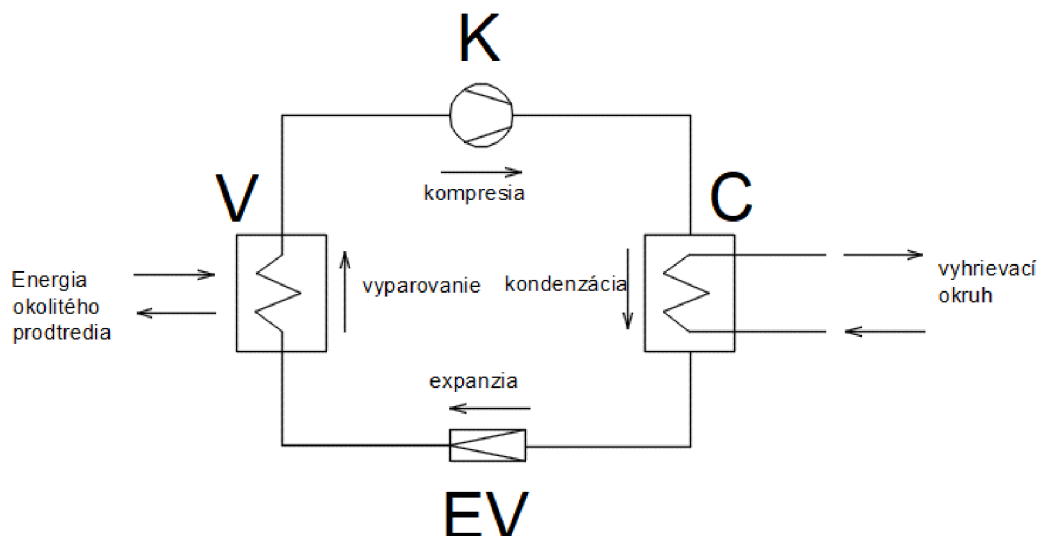 K
kompresia
V
C
Energia
okolitého
prodtredia
vyparovanie
kondenzácia
vyhrievací
okruh
expanzia
EV